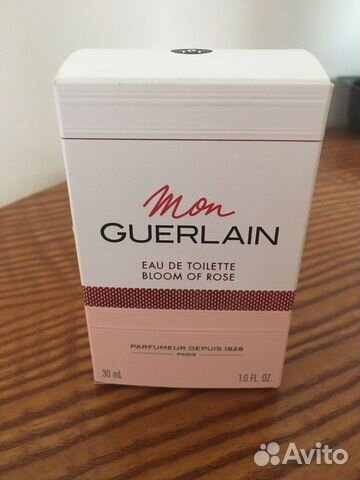 Mon
GUERLAIN
EAU DE TOILETTE
BLOOM OF ROSE
PARFUMEUR DEPUIS 1828
PARIS
30 mL 1.0 FL. OZ.
Avito